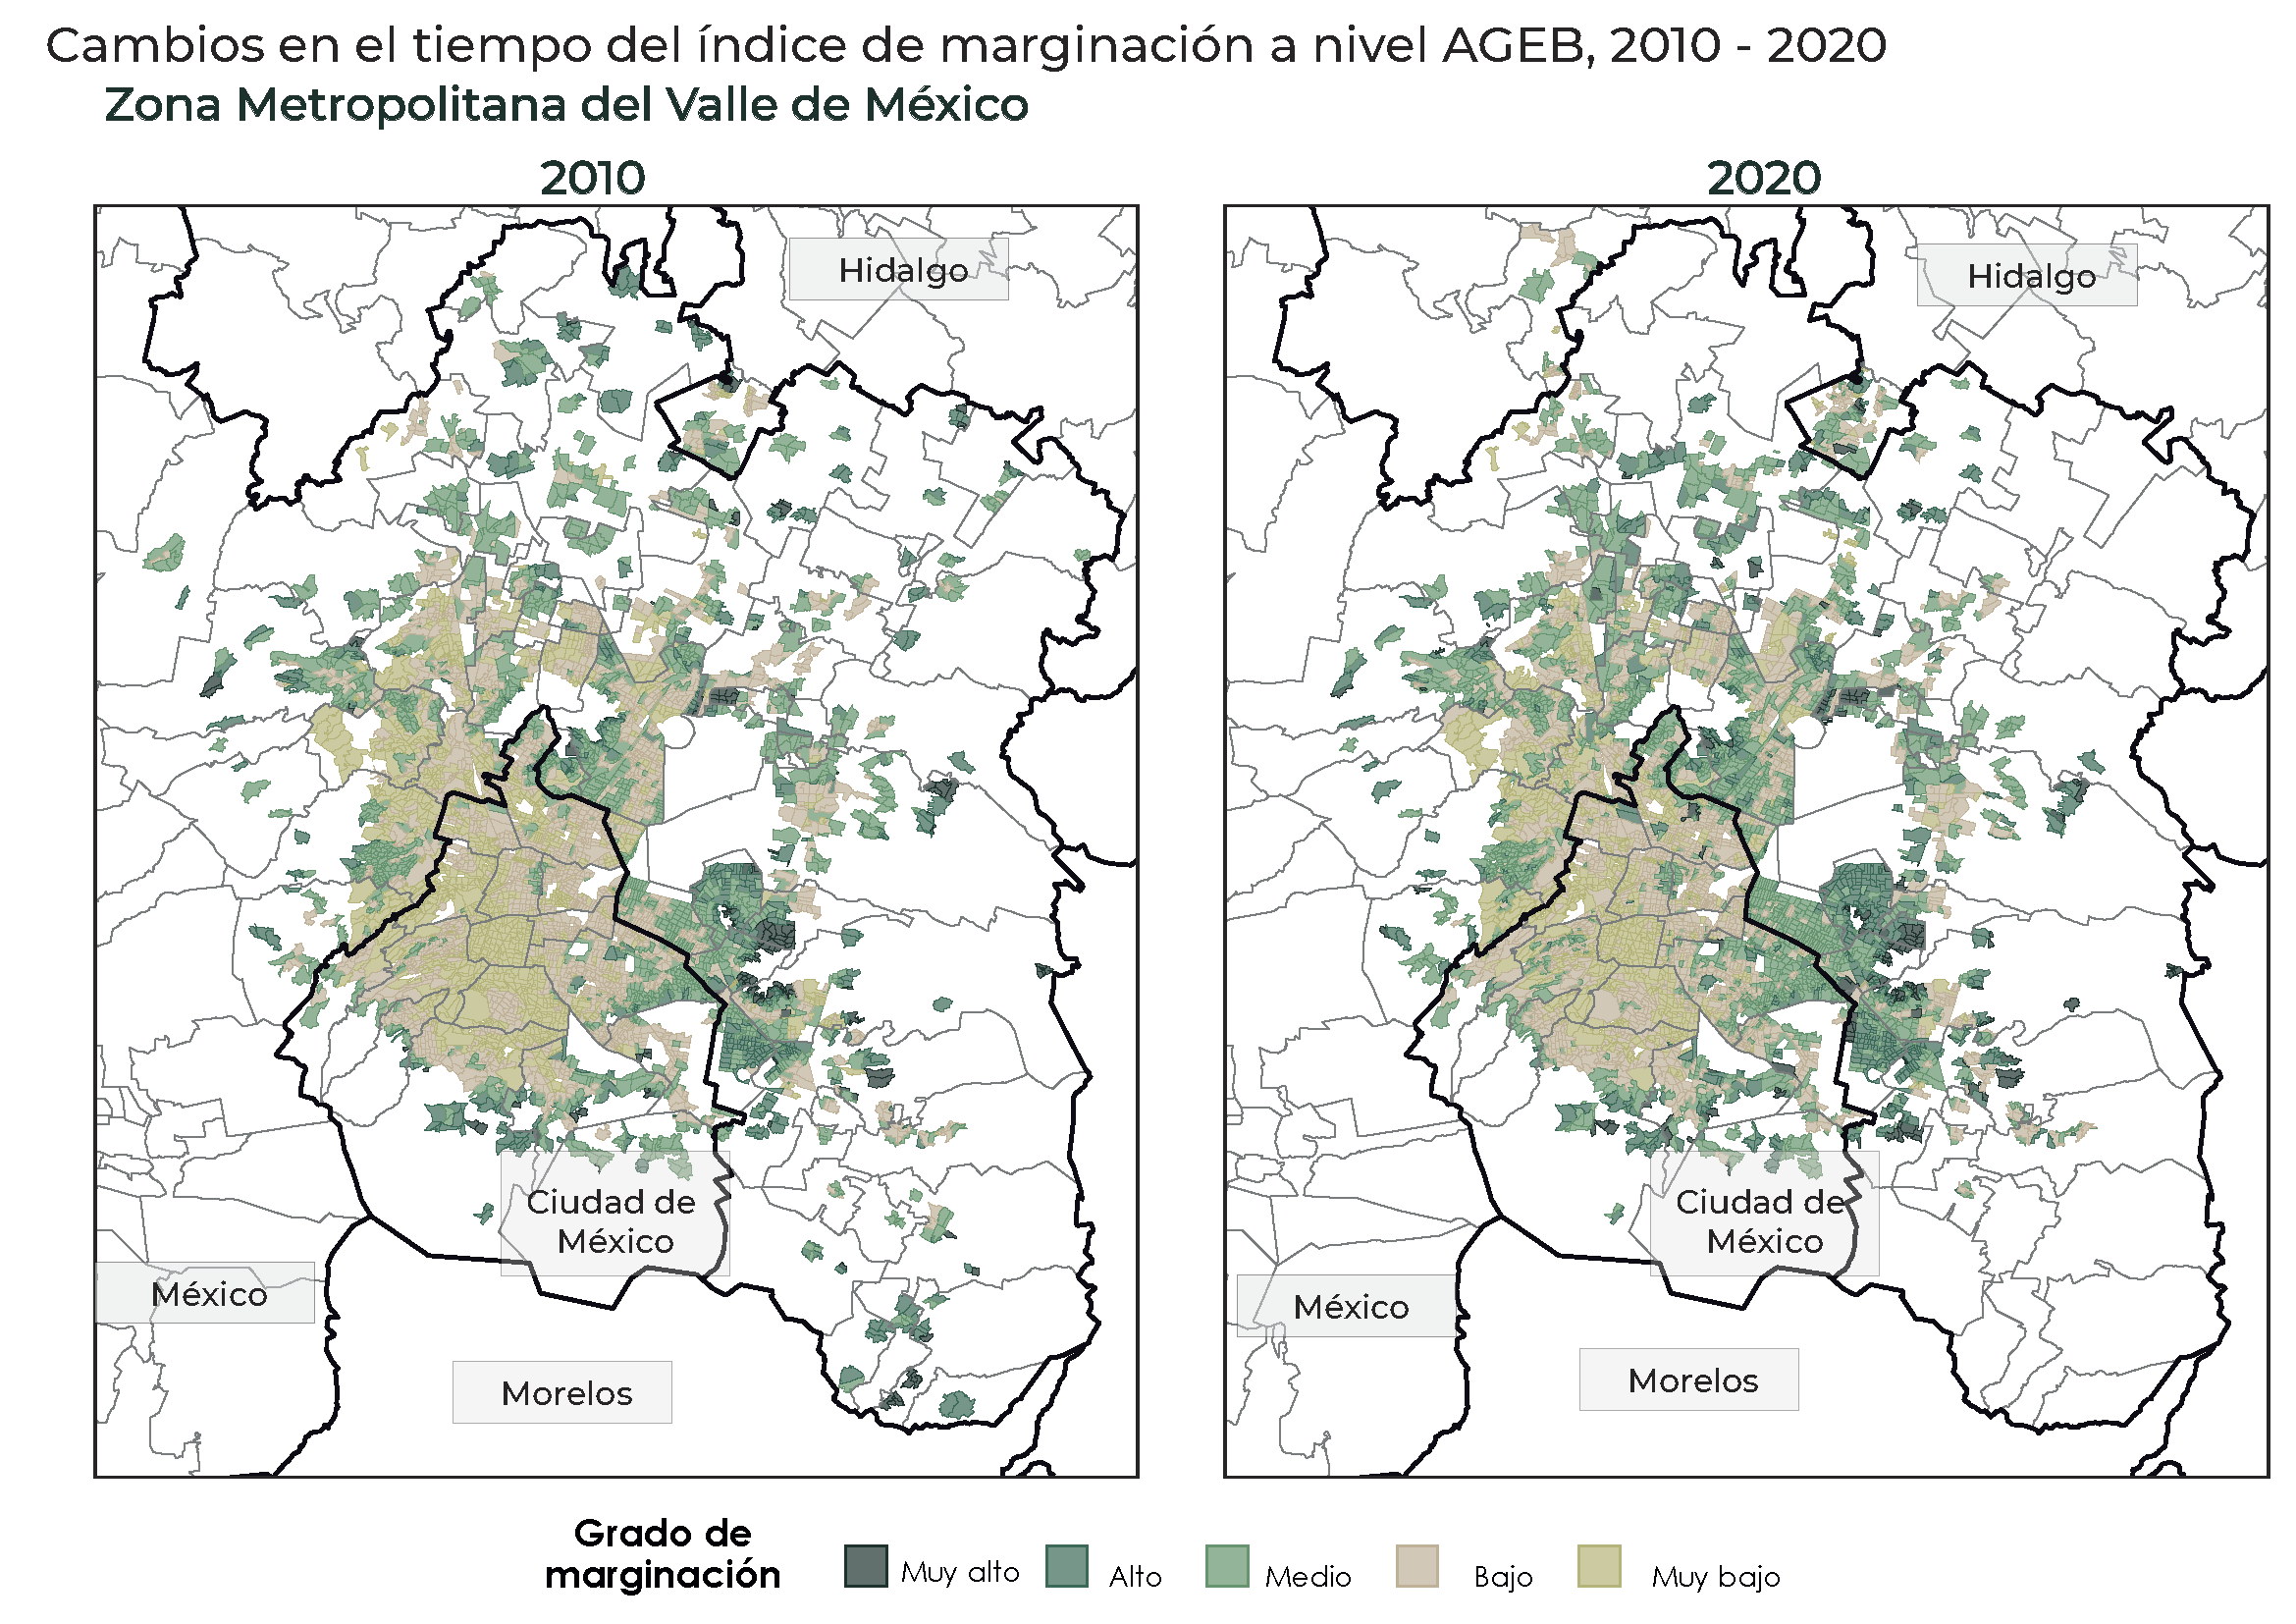 Cambios en el tiempo del índice de marginación a nivel AGEB, 2010 - 2020
Zona Metropolitana del Valle de México
2010
2020
Hidalgo
Hidalgo
Ciudad de
México
Ciudad de
México
México
México
Morelos
Morelos
Grado de
marginación
Muy alto
Alto
Medio
Bajo
Muy bajo